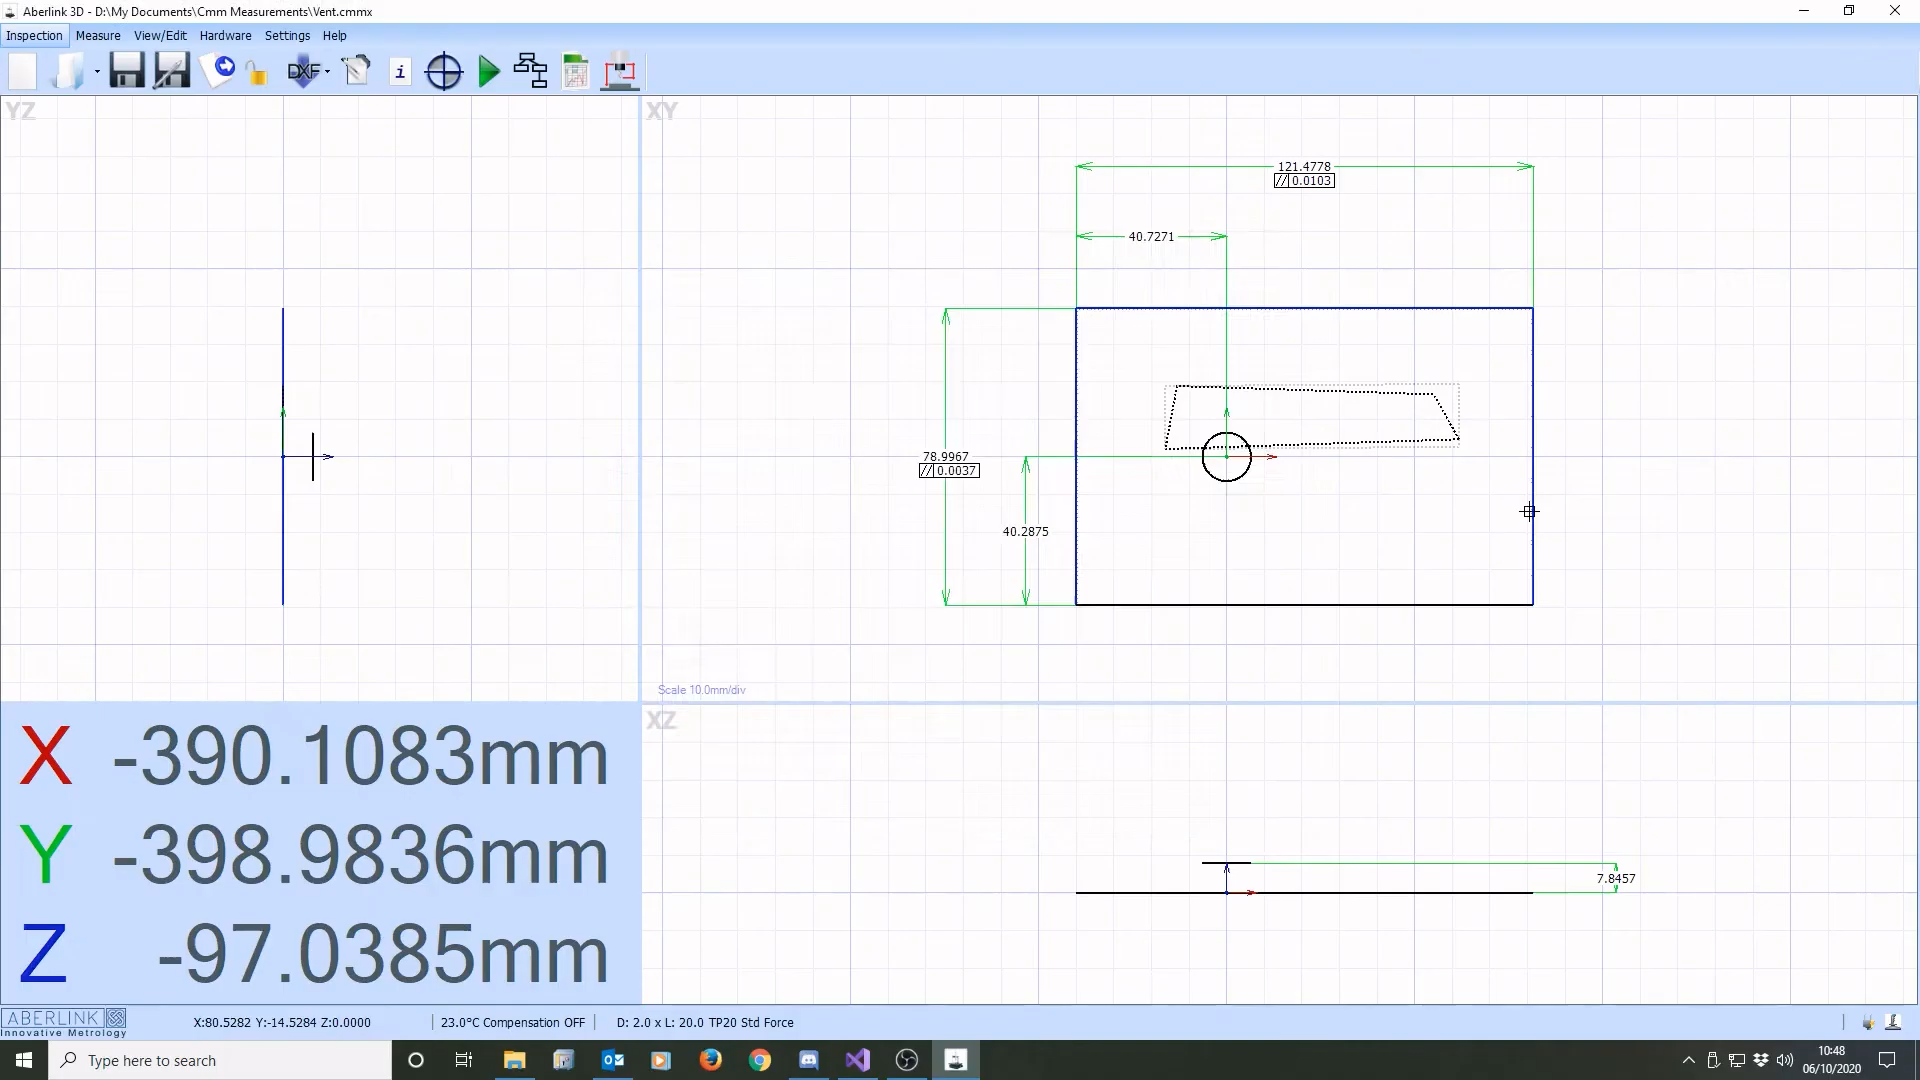 Aberlink 3D - D:\My Documents\Cmm Measurements\Vent.cmmx
Inspection Measure View/Edit Hardware Settings Help
DXF
i
YZ
XY
121.4778
// 0.0103
40.7271
78.9967
// 0.0037
40.2875
Scale 10.0mm/div
XZ
7.8457
X -390.1083mm
Y -398.9836mm
Z -97.0385mm
ABERLINK
Innovative Metrology
X:80.5282 Y:-14.5284 Z:0.0000
23.0°C Compensation OFF
D: 2.0 x L: 20.0 TP20 Std Force
Type here to search
10:48
06/10/2020